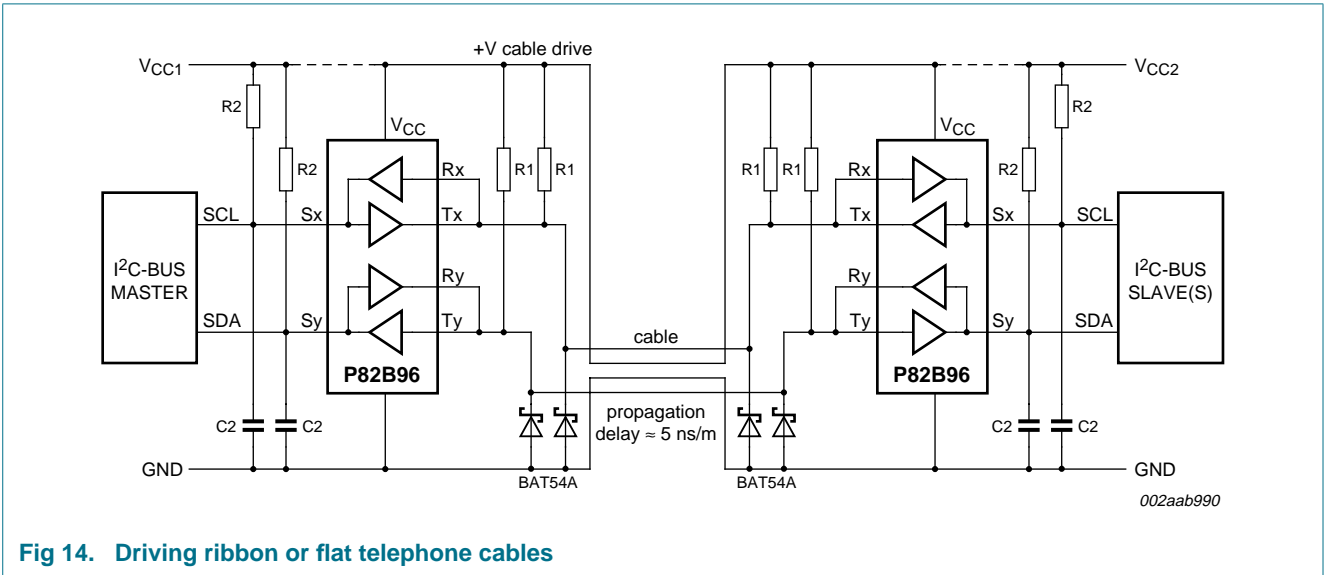 +V cable drive
VCC1
VCC2
R2
R2
VCC
R1
R1
R1
R1
VCC
R2
R2
Rx
Rx
SCL
Sx
Tx
Tx
Sx
SCL
I2C-BUS
MASTER
Ry
Ry
I2C-BUS
SLAVE(S)
SDA
Sy
Ty
Ty
Sy
SDA
cable
P82B96
P82B96
C2
C2
propagation
delay ≈ 5 ns/m
C2
C2
GND
GND
BAT54A
BAT54A
002aab990
Fig 14. Driving ribbon or flat telephone cables